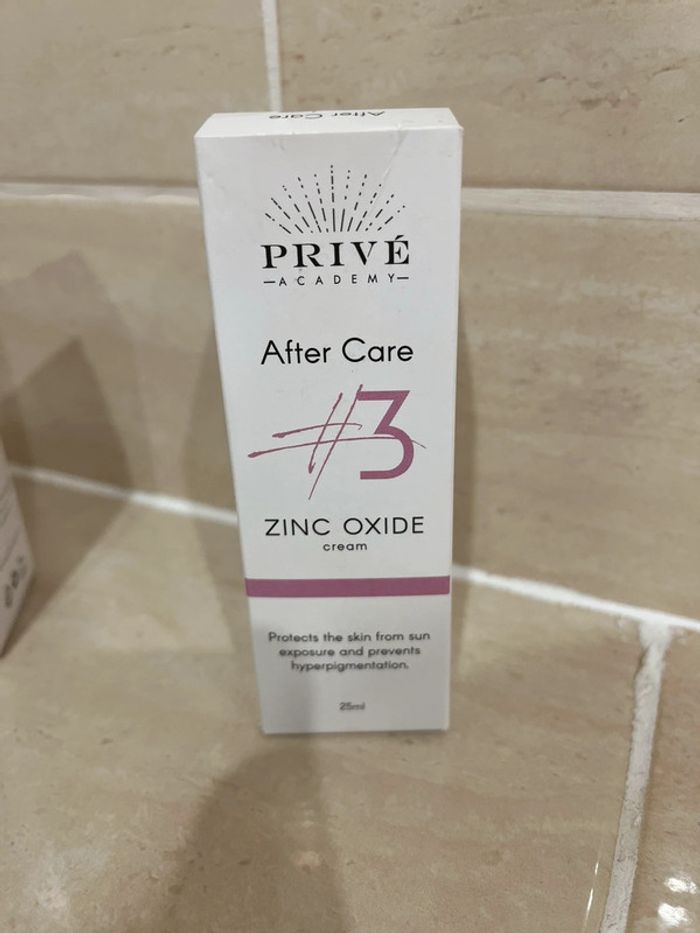 After Care
PRIVÉ
ACADEMY
After Care
#3
ZINC OXIDE
cream
Protects the skin from sun
exposure and prevents
hyperpigmentation.
25ml